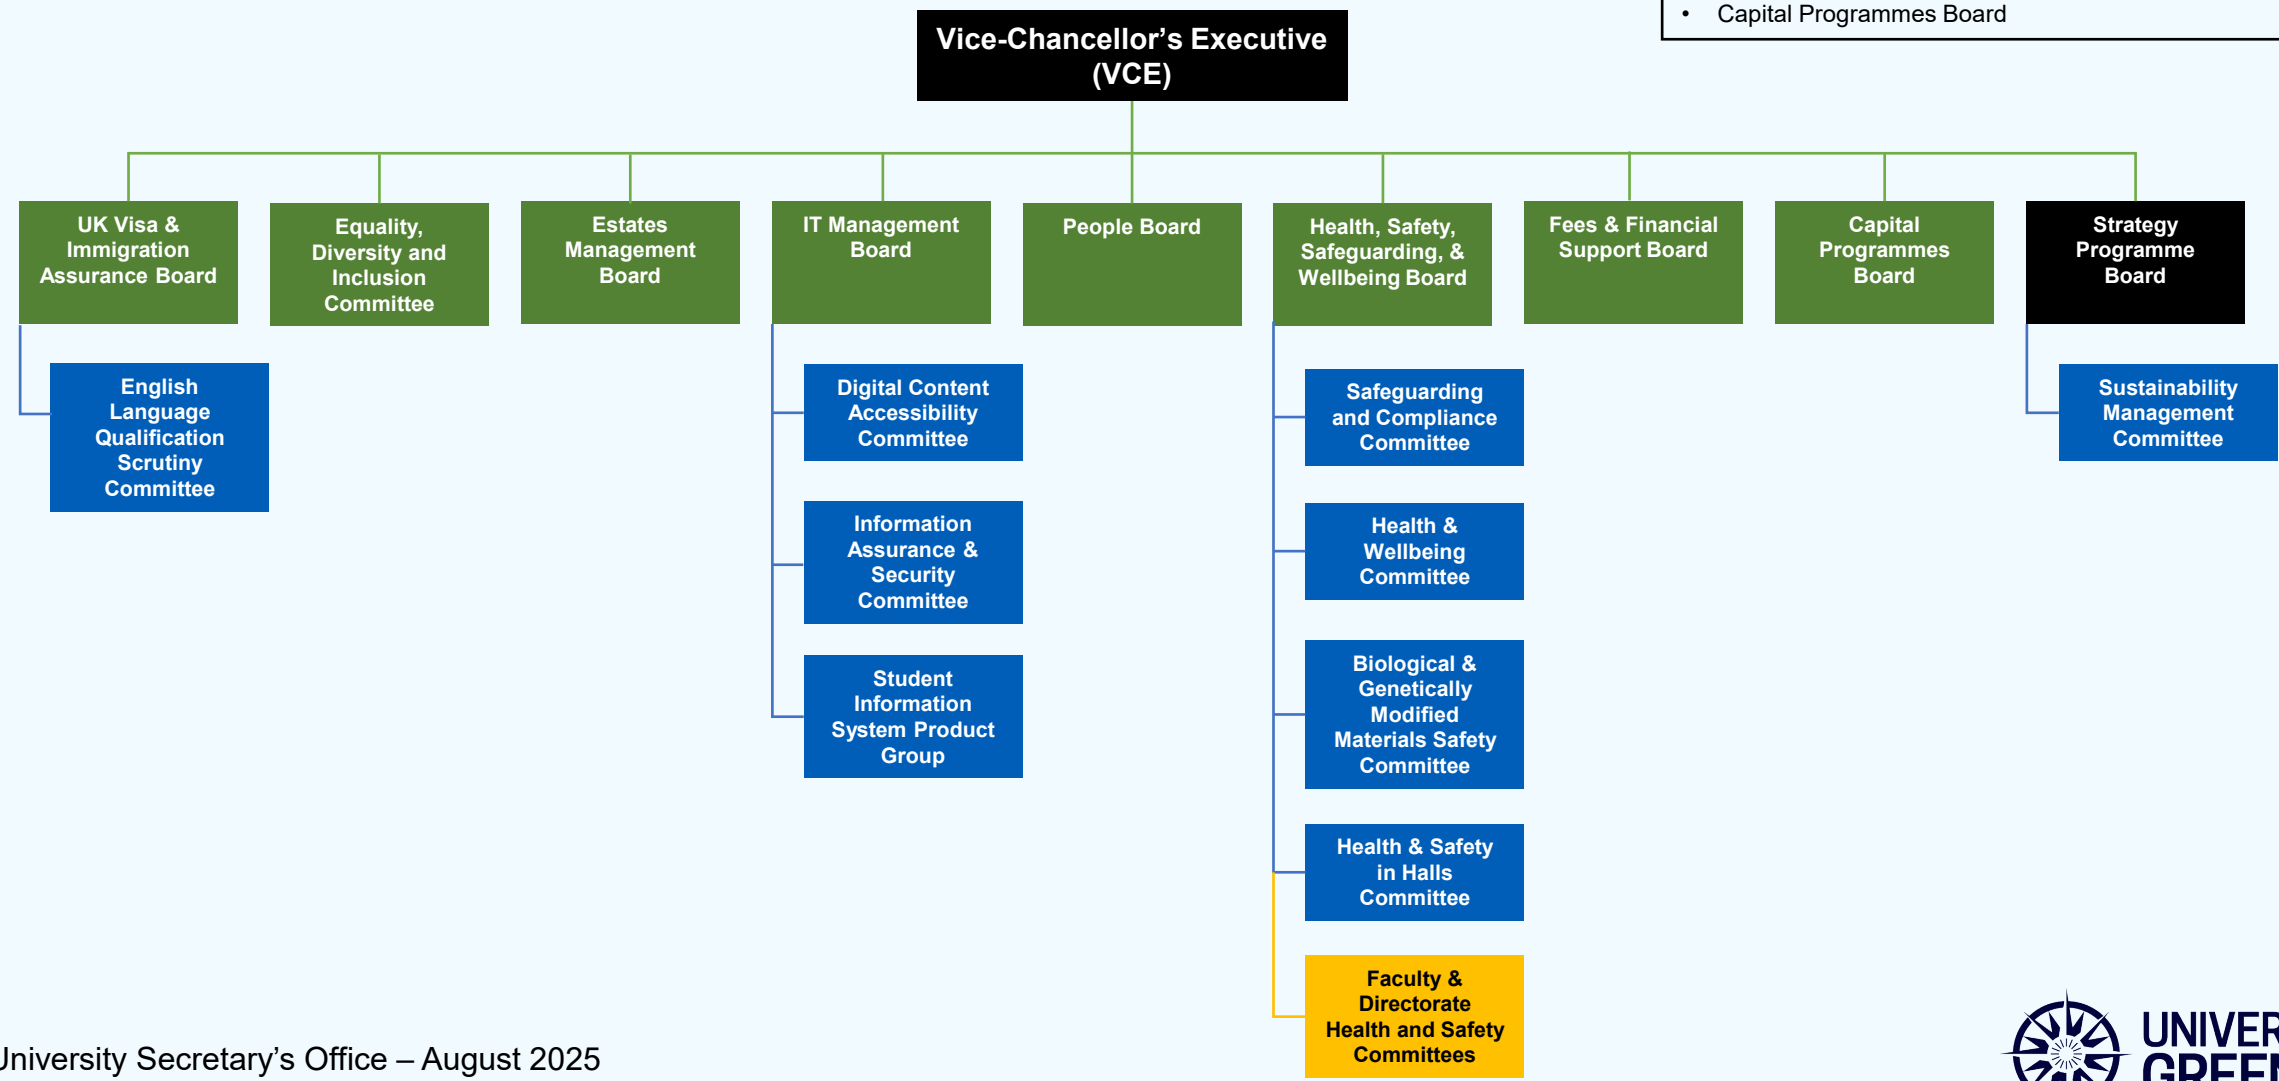 • Capital Programmes Board
Vice-Chancellor’s Executive
(VCE)
UK Visa &
Immigration
Assurance Board
Equality,
Diversity and
Inclusion
Committee
Estates
Management
Board
IT Management
Board
People Board
Health, Safety,
Safeguarding, &
Wellbeing Board
Fees & Financial
Support Board
Capital
Programmes
Board
Strategy
Programme
Board
English
Language
Qualification
Scrutiny
Committee
Digital Content
Accessibility
Committee
Information
Assurance &
Security
Committee
Student
Information
System Product
Group
Safeguarding
and Compliance
Committee
Health &
Wellbeing
Committee
Biological &
Genetically
Modified
Materials Safety
Committee
Health & Safety
in Halls
Committee
Faculty &
Directorate
Health and Safety
Committees
Sustainability
Management
Committee
University Secretary’s Office – August 2025